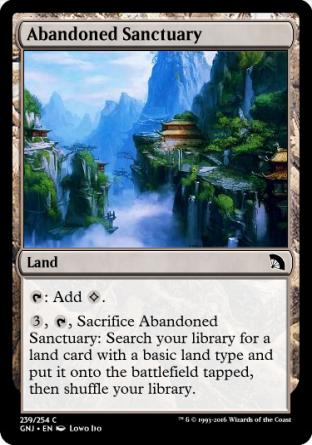 Abandoned Sanctuary
Land
: Add .
3, , Sacrifice Abandoned
Sanctuary: Search your library for a
land card with a basic land type and
put it onto the battlefield tapped,
then shuffle your library.
239/254 C
GNJ • EN Lowo Iro
™ & © 1993-2016 Wizards of the Coast